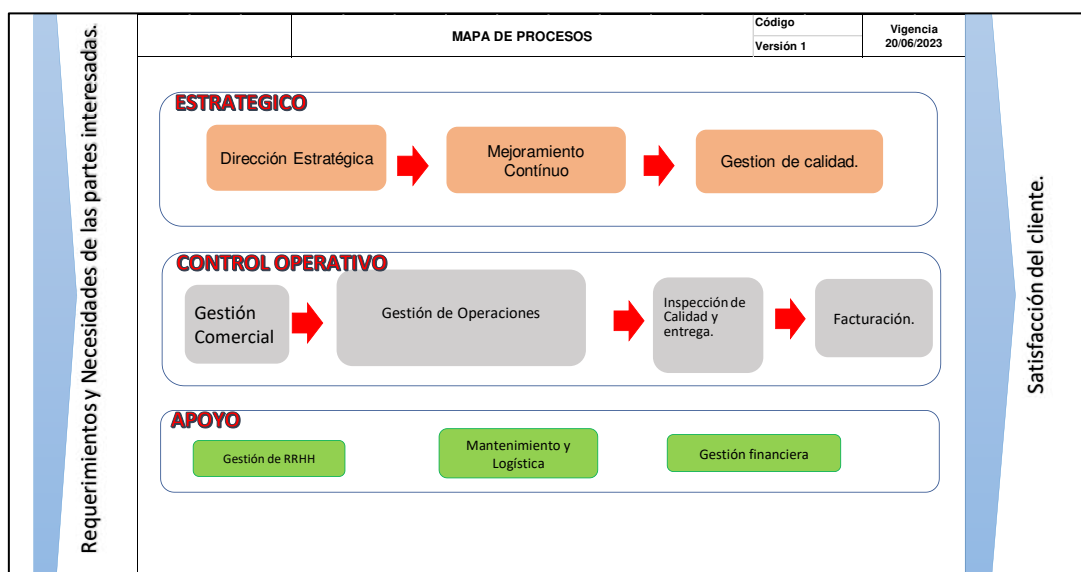 Requerimientos y Necesidades de las partes interesadas.
MAPA DE PROCESOS
Código
Versión 1
Vigencia
20/06/2023
ESTRATEGICO
Dirección Estratégica
Mejoramiento
Contínuo
Gestion de calidad.
CONTROL OPERATIVO
Gestión
Comercial
Gestión de Operaciones
Inspección de
Calidad y
entrega.
Facturación.
APOYO
Gestión de RRHH
Mantenimiento y
Logística
Gestión financiera
Satisfacción del cliente.